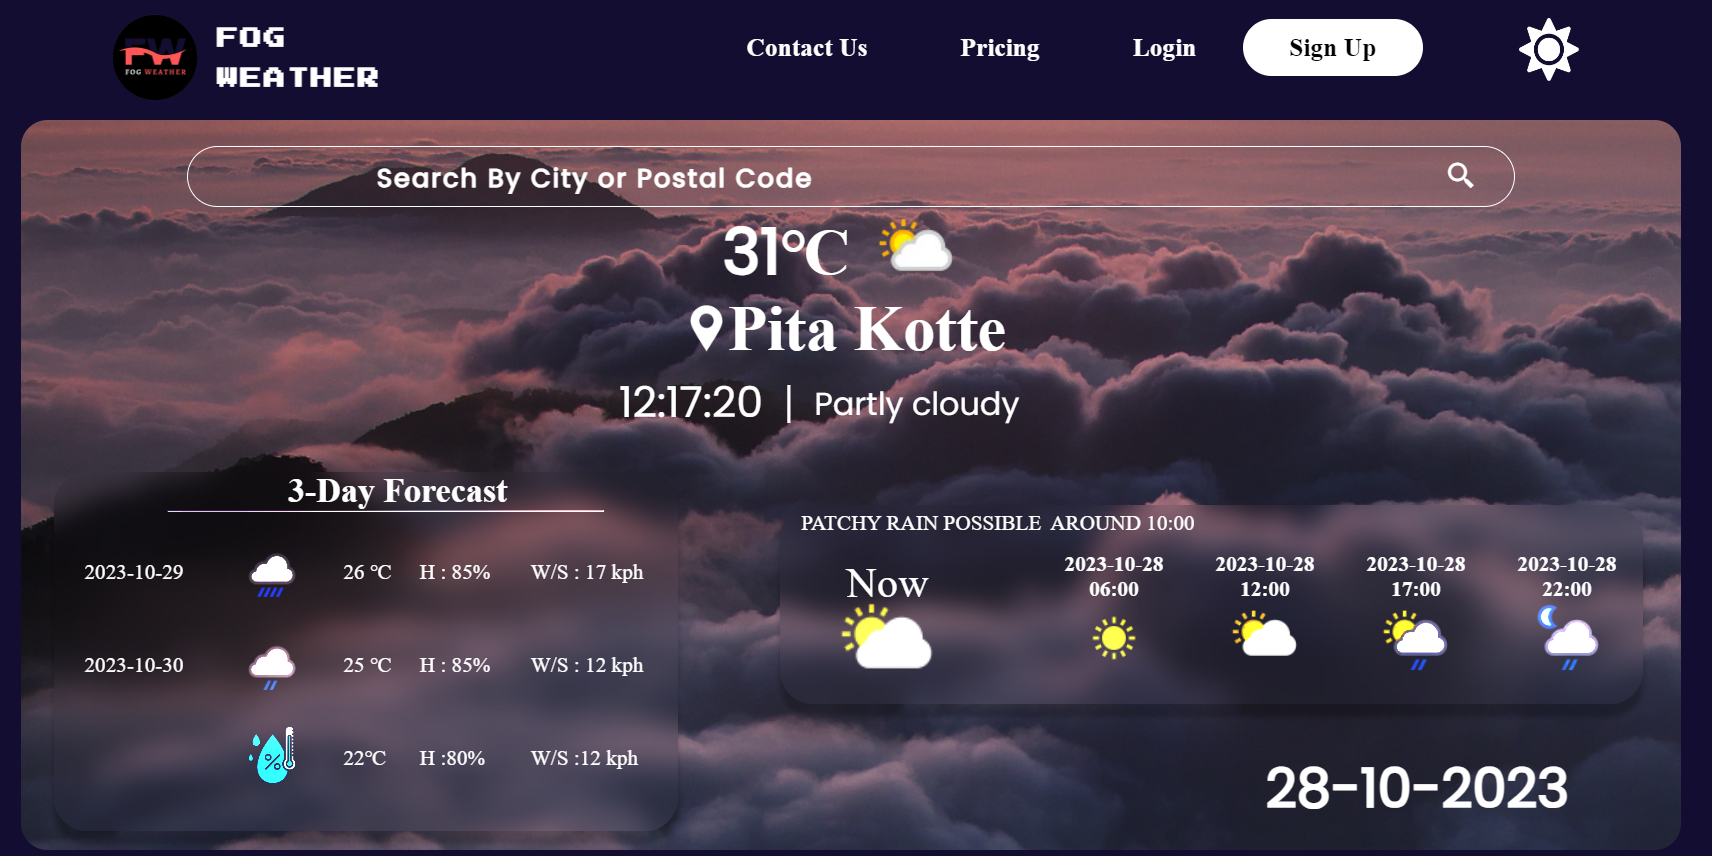 FW
FOG WEATHER
FOG
WEATHER
Contact Us
Pricing
Login
Sign Up
Search By City or Postal Code
31°C
Pita Kotte
12:17:20 | Partly cloudy
3-Day Forecast
2023-10-29 26 °C H : 85% W/S : 17 kph
2023-10-30 25 °C H : 85% W/S : 12 kph
% 22°C H :80% W/S :12 kph
PATCHY RAIN POSSIBLE AROUND 10:00
Now
2023-10-28
06:00
2023-10-28
12:00
2023-10-28
17:00
2023-10-28
22:00
28-10-2023